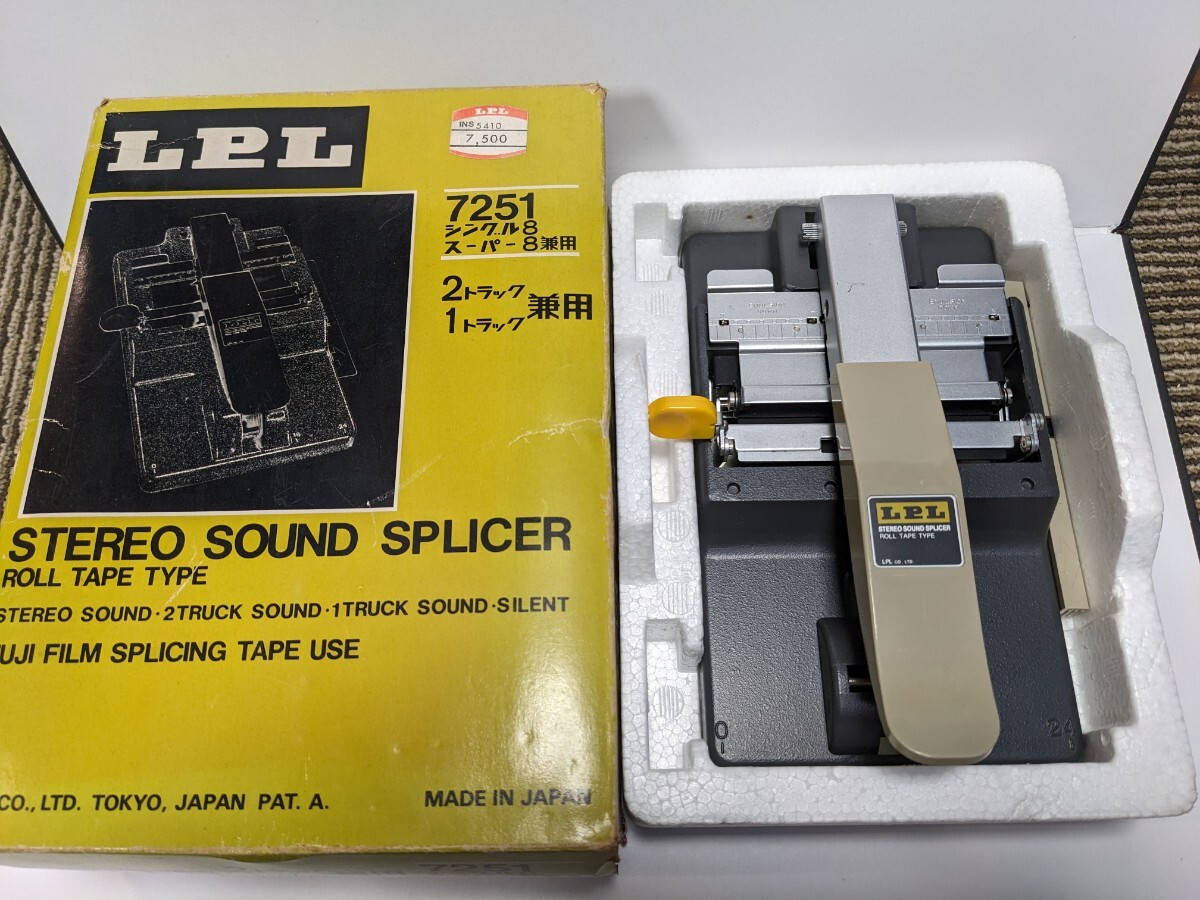 LPL
LPL
INS 5410
7,500
7251
シングル8
スーパー8兼用
2トラック
1トラック兼用
LPL
STEREO SOUND SPLICER
ROLL TAPE TYPE
STEREO SOUND·2TRUCK SOUND·1TRUCK SOUND·SILENT
UJI FILM SPLICING TAPE USE
CO., LTD. TOKYO, JAPAN PAT. A.
MADE IN JAPAN
7251
LPL
STEREO SOUND SPLICER
ROLL TAPE TYPE
LPL CO., LTD
0
24